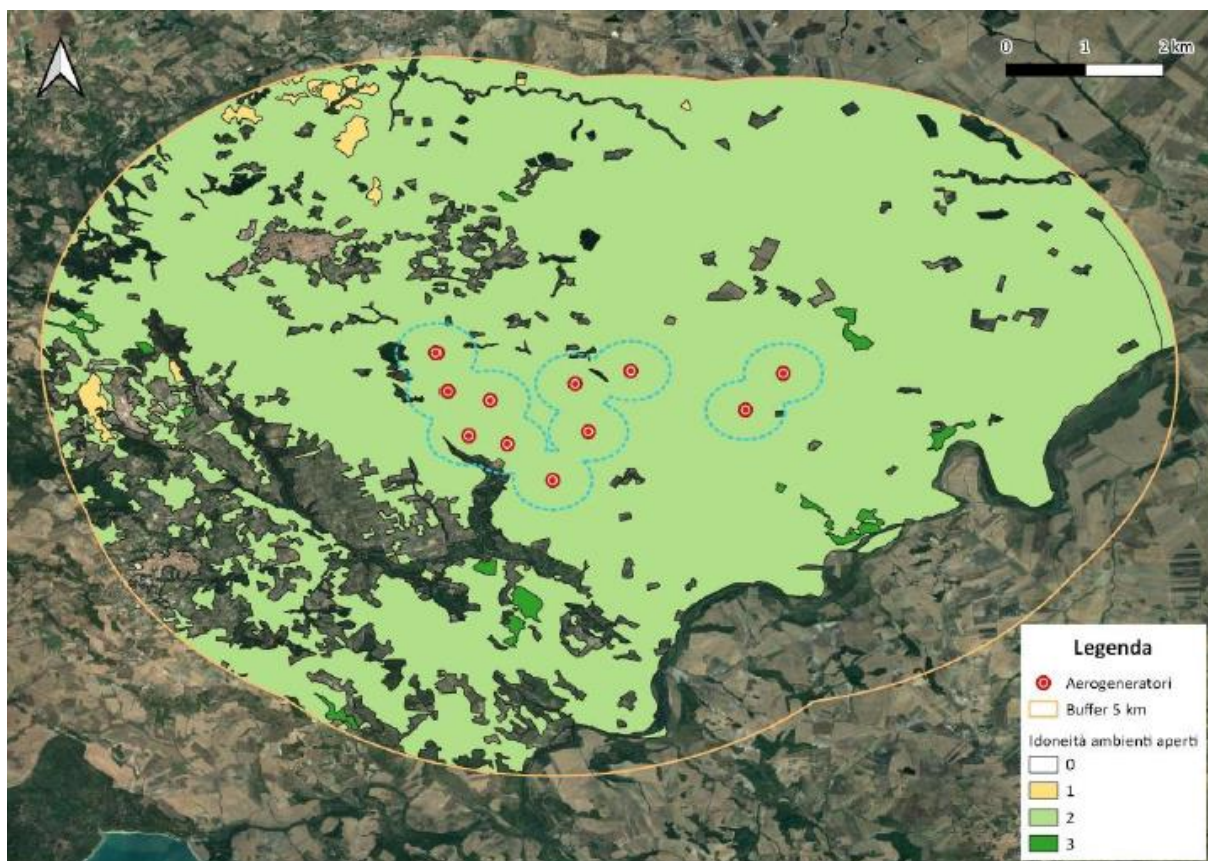 0 1 2 km
Legenda
Aerogeneratori
Buffer 5 km
Idoneità ambienti aperti
0
1
2
3